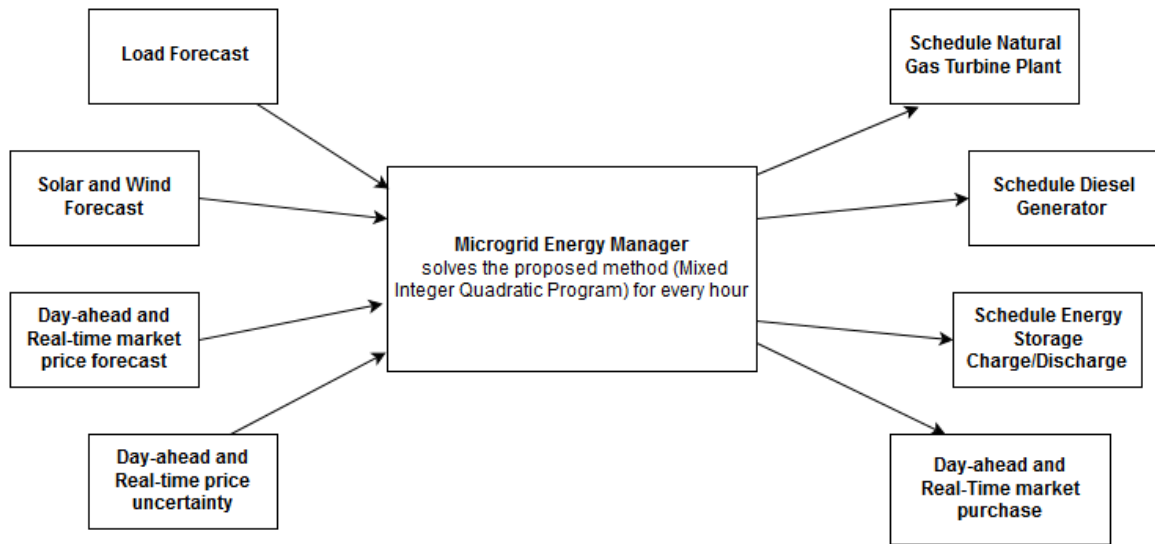 Load Forecast
Solar and Wind
Forecast
Day-ahead and
Real-time market
price forecast
Day-ahead and
Real-time price
uncertainty
Microgrid Energy Manager
solves the proposed method (Mixed
Integer Quadratic Program) for every hour
Schedule Natural
Gas Turbine Plant
Schedule Diesel
Generator
Schedule Energy
Storage
Charge/Discharge
Day-ahead and
Real-Time market
purchase